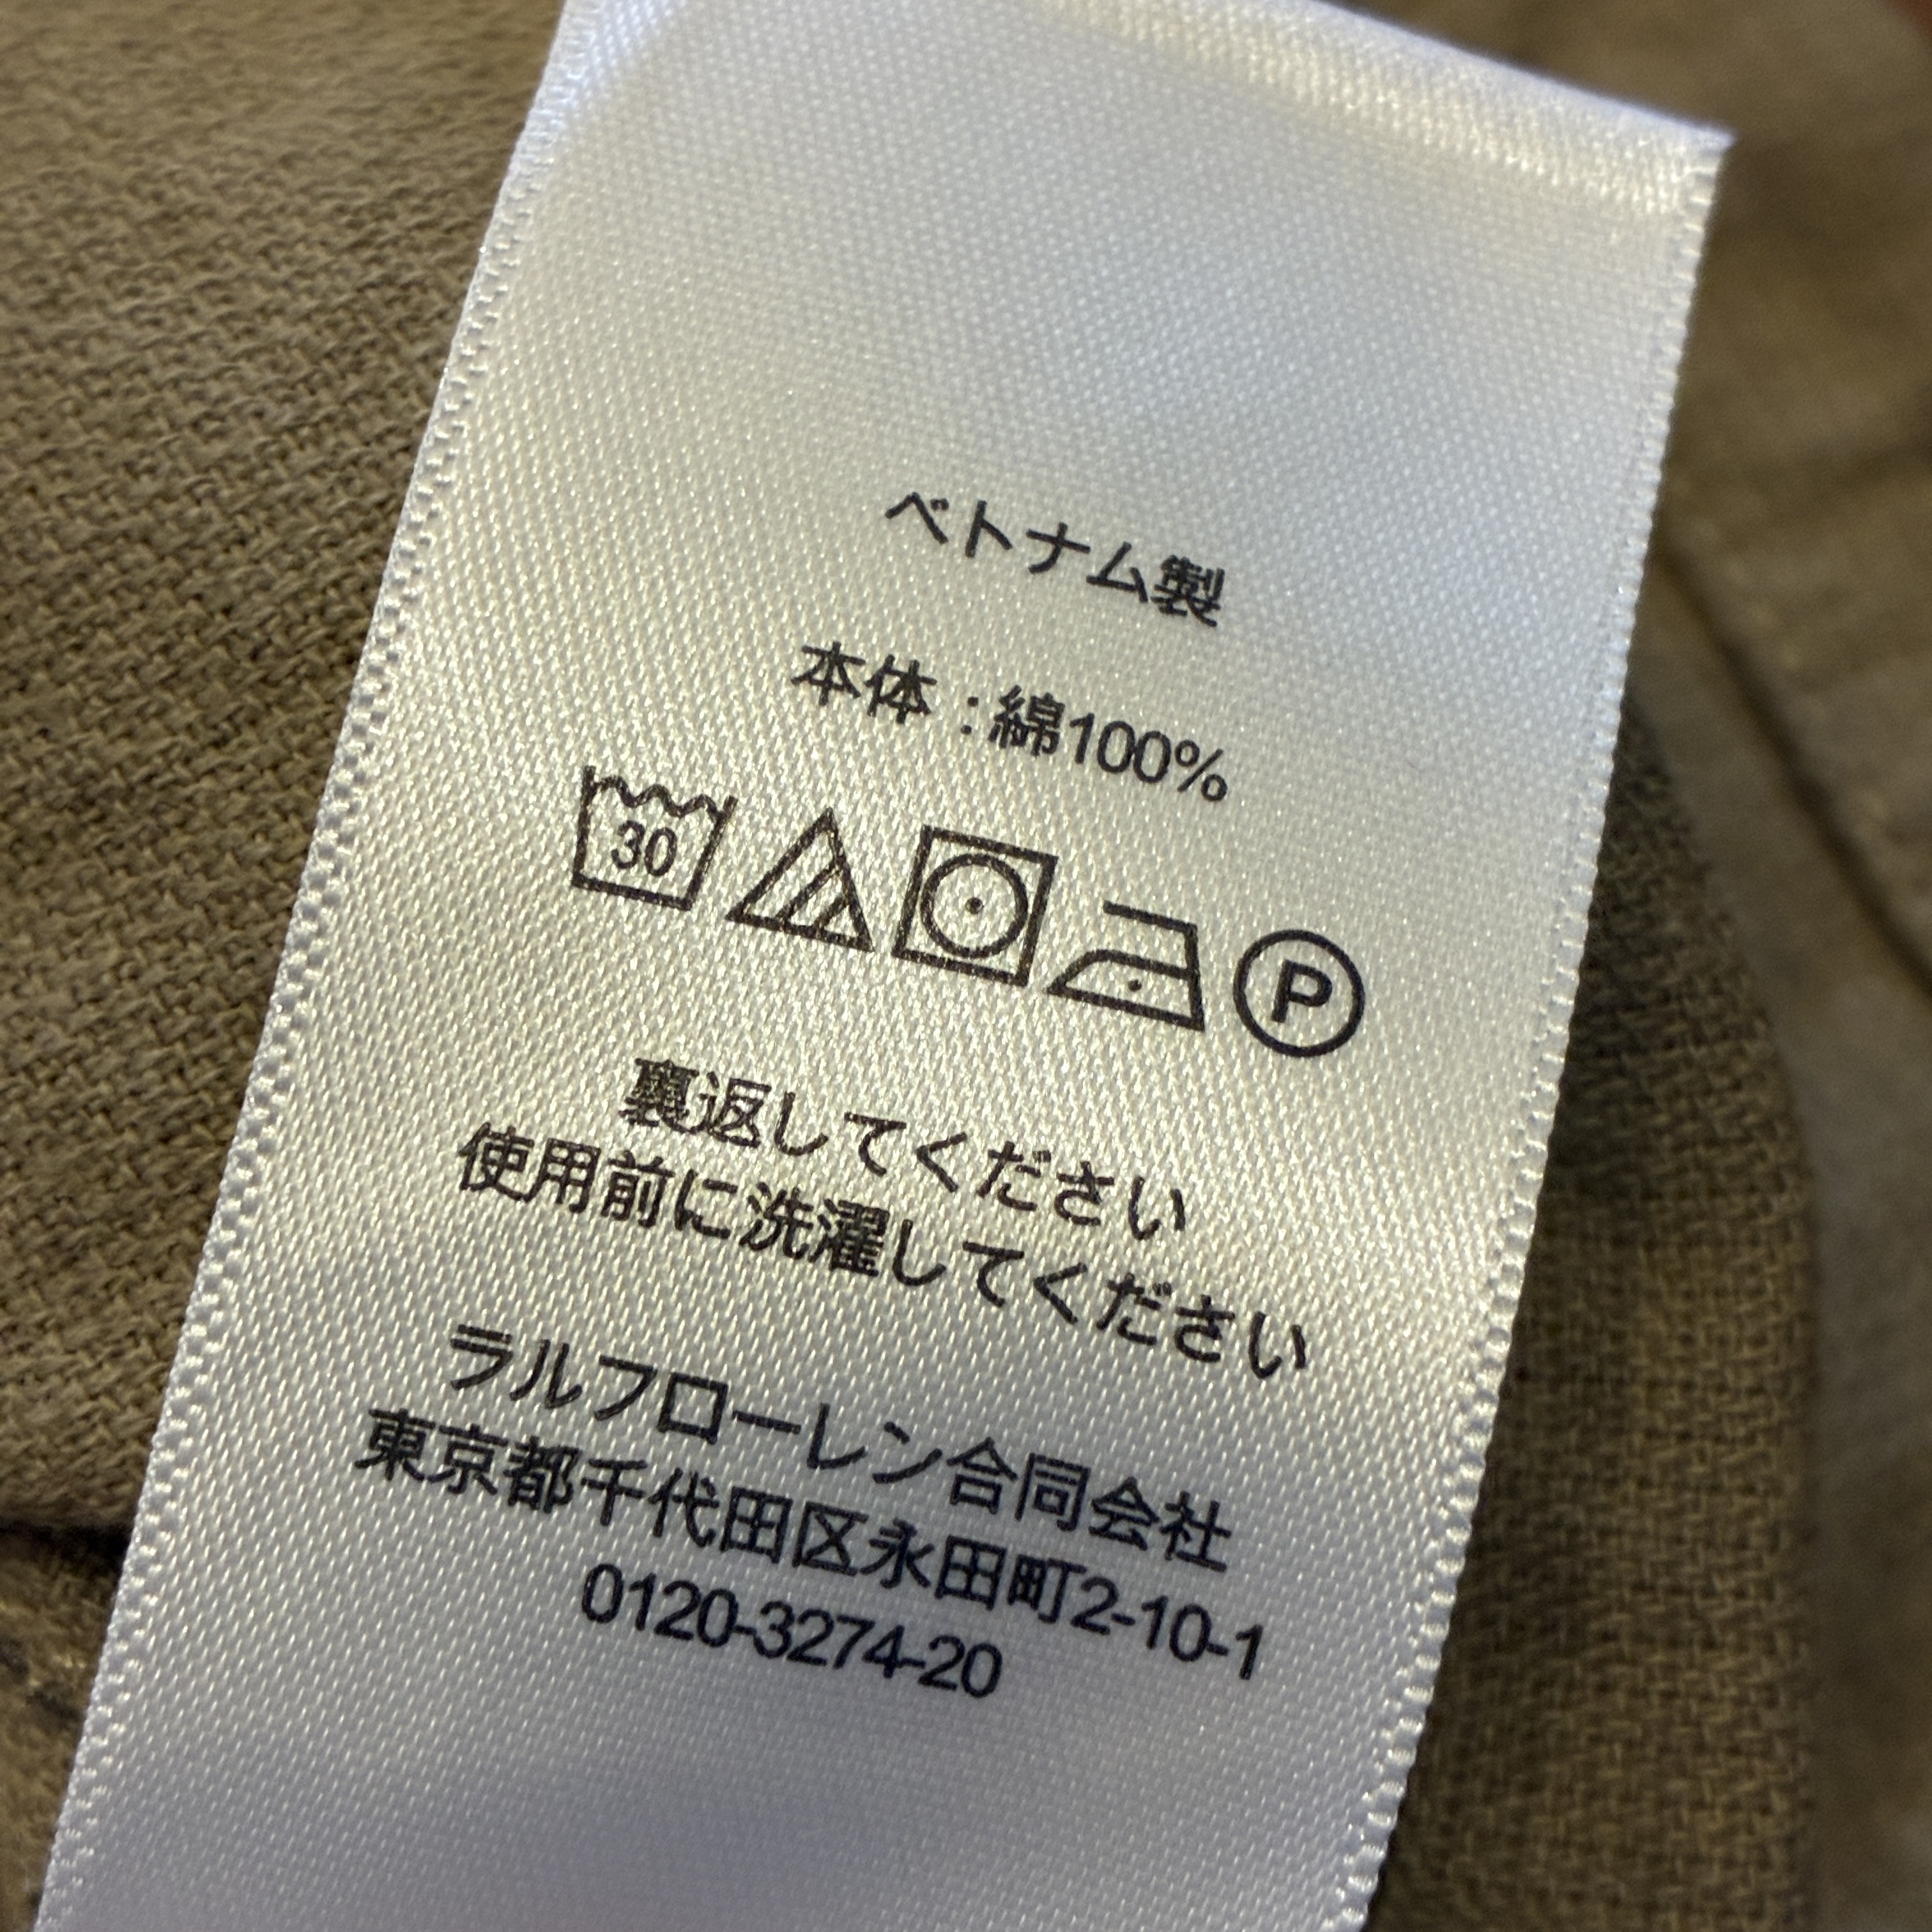 ベトナム製
本体：綿100%
30
P
裏返してください
使用前に洗濯してください
ラルフローレン合同会社
東京都千代田区永田町2-10-1
0120-3274-20